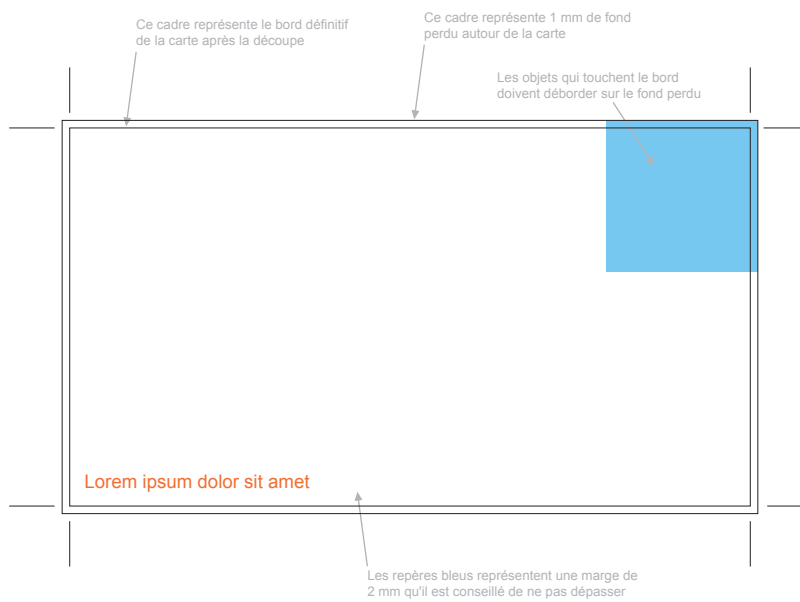 Ce cadre représente le bord définitif
de la carte après la découpe
Ce cadre représente 1 mm de fond
perdu autour de la carte
Les objets qui touchent le bord
doivent déborder sur le fond perdu
Lorem ipsum dolor sit amet
Les repères bleus représentent une marge de
2 mm qu'il est conseillé de ne pas dépasser